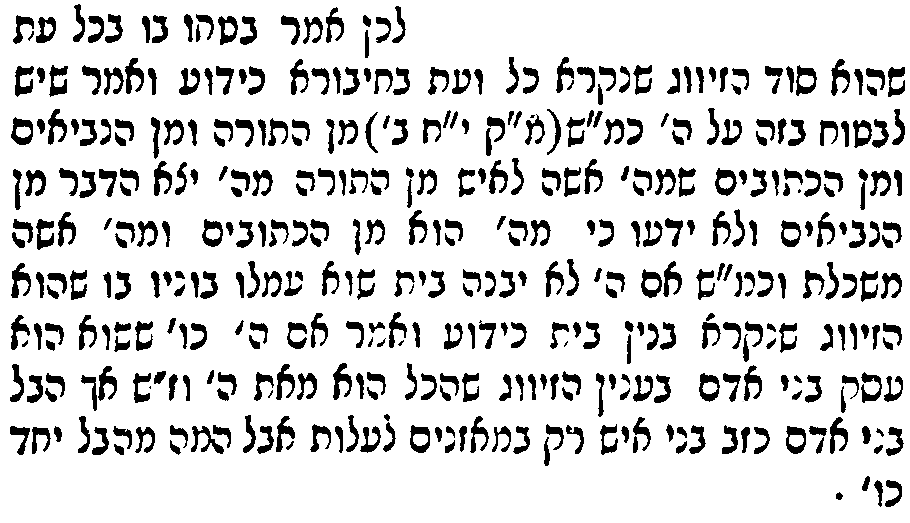 לכן אמר בטחו בו בכל עת
שהוא סוד הזיווג שנקרא כל ועת בחיבורא כידוע ואמר שיש
לבטוח בזה על ה׳ כמ״ש (מ״ק י״ח ב׳) מן התורה ומן הנביאים
ומן הכתובים שמה׳ אשה לאיש מן התורה מה׳ יצא הדבר מן
הנביאים ולא ידעו כי מה׳ הוא מן הכתובים ומה׳ אשה
משכלת וכמ״ש אם ה׳ לא יבנה בית שוא עמלו בוניו בו שהוא
הזיווג שנקרא בנין בית כידוע ואמר אם ה׳ כו׳ ששוא הוא
עסק בני אדם בענין הזיווג שהכל הוא מאת ה׳ וז״ש אך הבל
בני אדם כזב בני איש רק במאזנים לעלות אבל המה מהבל יחד
כו׳ .